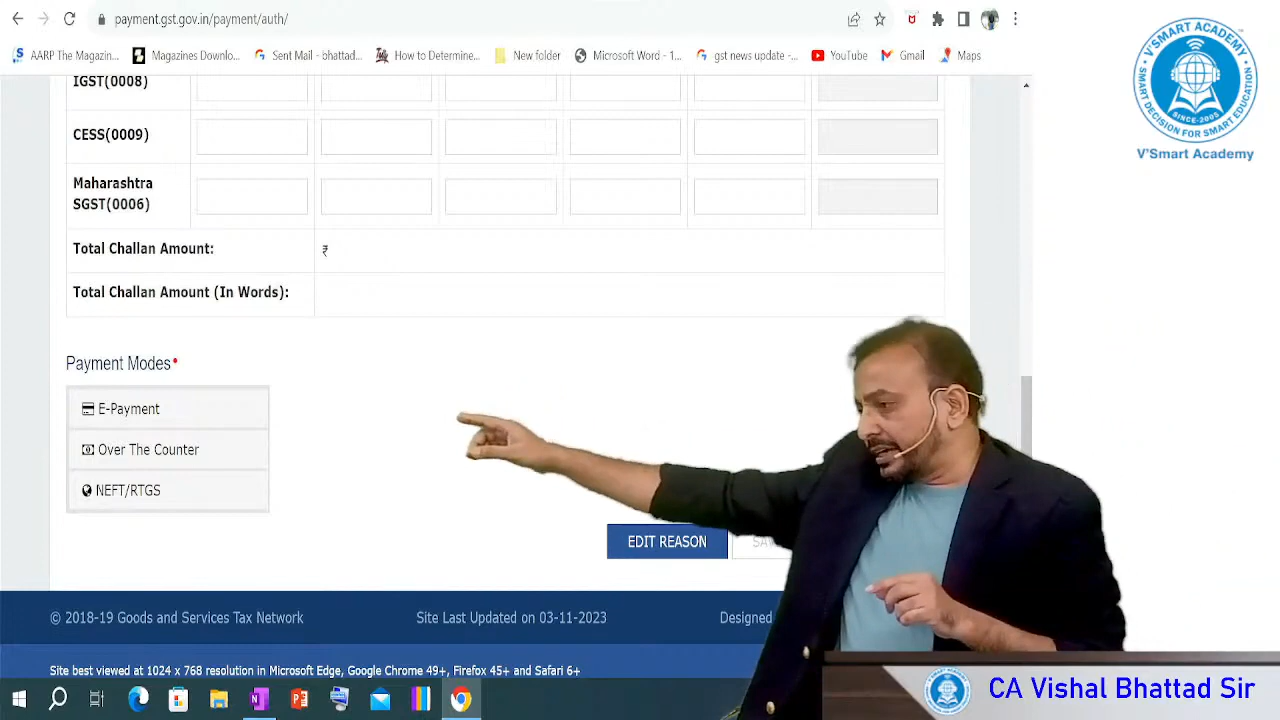 payment.gst.gov.in/payment/auth/
AARP The Magazin...
Magazines Downlo...
Sent Mail - bhattad...
How to Determine...
New folder
Microsoft Word - 1...
gst news update -...
YouTube
Gmail
Maps
V'SMART ACADEMY
SMART DECISION FOR SMART EDUCATION
SINCE-2005
V'Smart Academy
IGST(0008)
CESS(0009)
Maharashtra
SGST(0006)
Total Challan Amount:
₹
Total Challan Amount (In Words):
Payment Modes*
E-Payment
Over The Counter
NEFT/RTGS
EDIT REASON
© 2018-19 Goods and Services Tax Network
Site Last Updated on 03-11-2023
Designed
Site best viewed at 1024 x 768 resolution in Microsoft Edge, Google Chrome 49+, Firefox 45+ and Safari 6+
CA Vishal Bhattad Sir